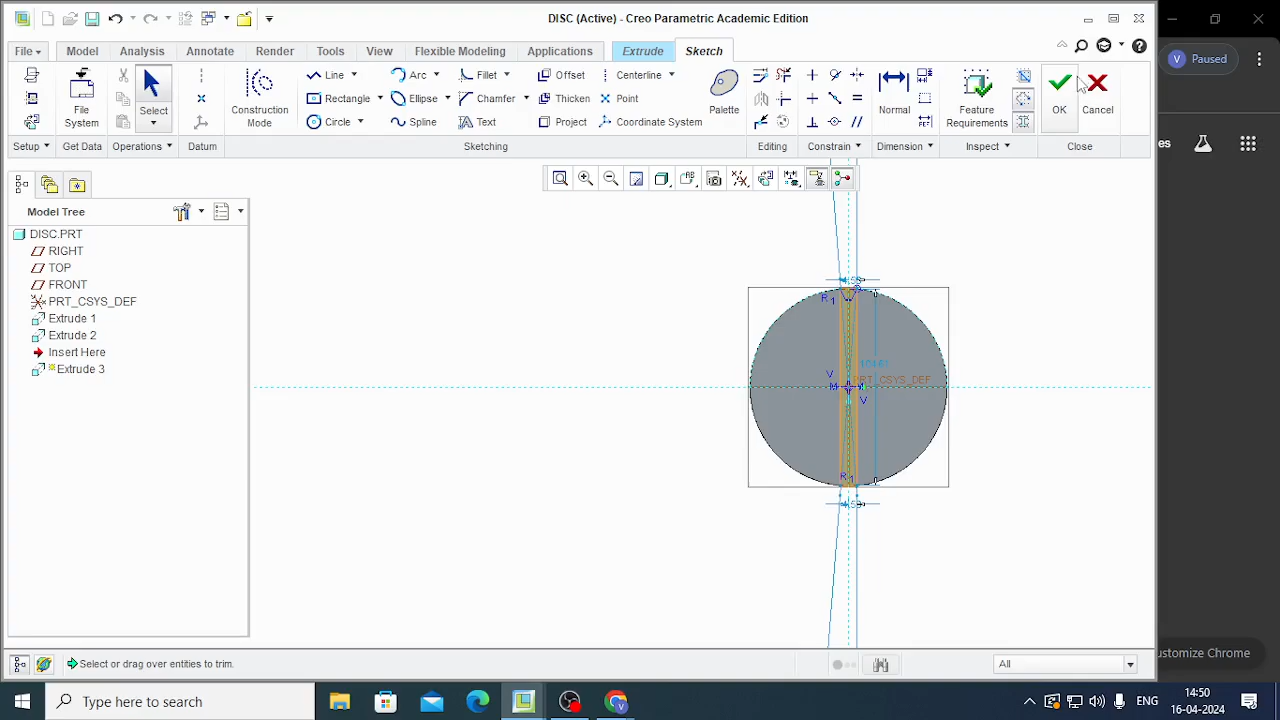 DISC (Active) - Creo Parametric Academic Edition
V Paused
File Model Analysis Annotate Render Tools View Flexible Modeling Applications Extrude Sketch
Line Arc Fillet Offset Centerline
Rectangle Ellipse Chamfer Thicken Point
Circle Spline Text Project Coordinate System
File System
Select
Construction Mode
Palette
Normal
Feature Requirements
OK
Cancel
Setup Get Data Operations Datum Sketching Editing Constrain Dimension Inspect Close
es
Model Tree
DISC.PRT
RIGHT
TOP
FRONT
PRT_CSYS_DEF
Extrude 1
Extrude 2
Insert Here
Extrude 3
R1
V
PRT_CSYS_DEF
V
R1
Select or drag over entities to trim.
All
ustomize Chrome
Type here to search
ENG
14:50
16-04-2024